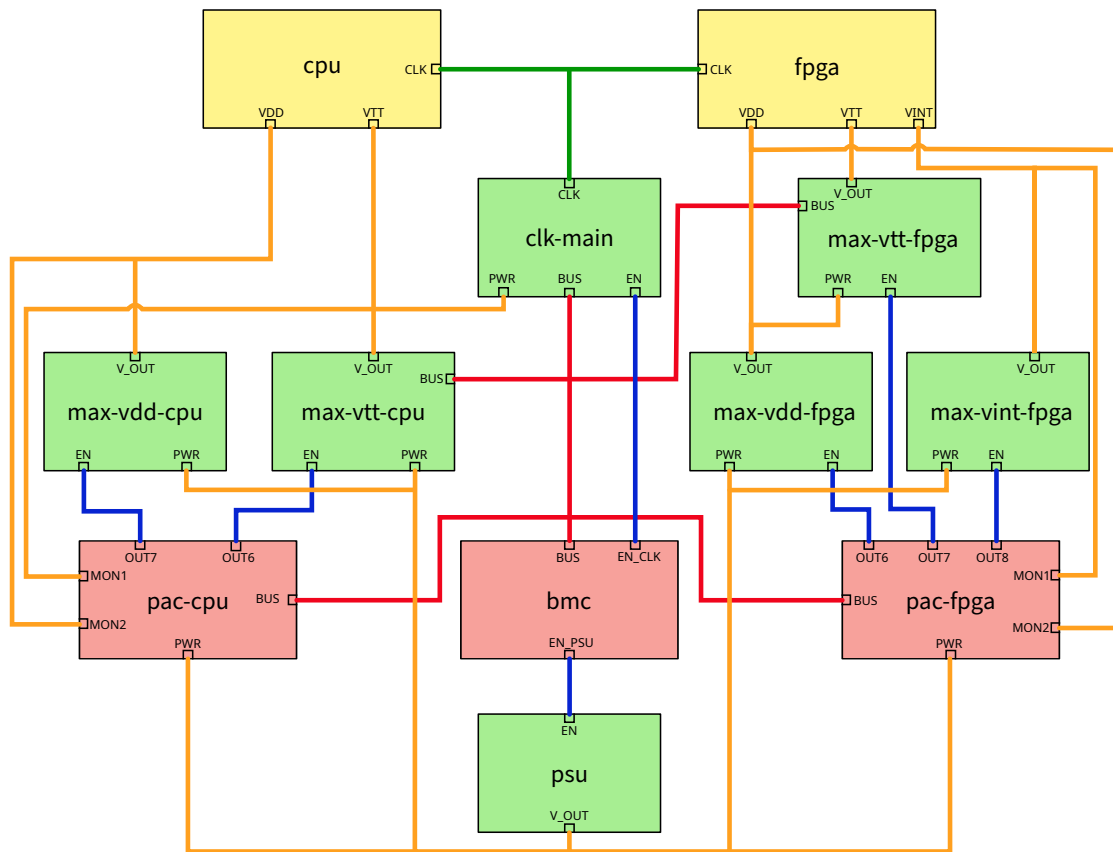 cpu
CLK
VDD
VTT
fpga
CLK
VDD
VTT
VINT
CLK
clk-main
PWR
BUS
EN
V_OUT
BUS
max-vtt-fpga
PWR
EN
V_OUT
max-vdd-cpu
EN
PWR
V_OUT
BUS
max-vtt-cpu
EN
PWR
V_OUT
max-vdd-fpga
PWR
EN
V_OUT
max-vint-fpga
PWR
EN
OUT7
OUT6
MON1
pac-cpu
BUS
MON2
PWR
BUS
EN_CLK
bmc
EN_PSU
OUT6
OUT7
OUT8
MON1
BUS
pac-fpga
MON2
PWR
EN
psu
V_OUT